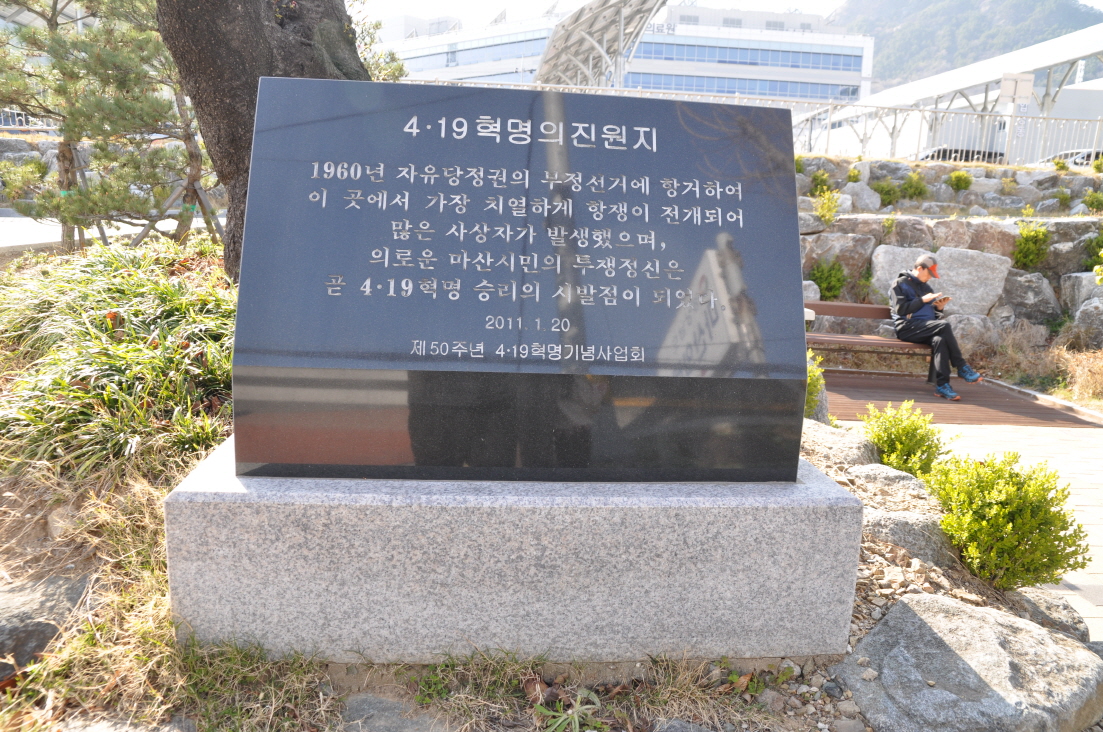 의료원
4·19혁명의진원지
1960년 자유당정권의 부정선거에 항거하여
이 곳에서 가장 치열하게 항쟁이 전개되어
많은 사상자가 발생했으며,
의로운 마산시민의 투쟁정신은
곧 4·19혁명 승리의 시발점이 되었다.
2011. 1. 20
제50주년 4·19혁명기념사업회